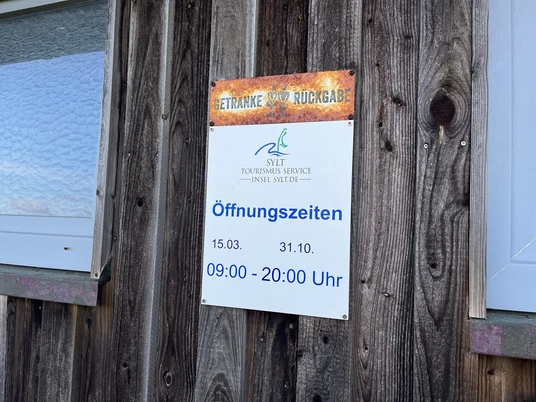 GETRÄNKE RÜCKGABE
SYLT
TOURISMUS SERVICE
INSEL-SYLT.DE
Öffnungszeiten
15.03. 31.10.
09:00 - 20:00 Uhr